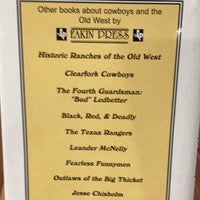 Other books about cowboys and the
Old West by
EAKIN PRESS
Historic Ranches of the Old West
Clearfork Cowboys
The Fourth Guardsman:
"Bud" Ledbetter
Black, Red, & Deadly
The Texas Rangers
Leander McNelly
Fearless Funnymen
Outlaws of the Big Thicket
Jesse Chisholm